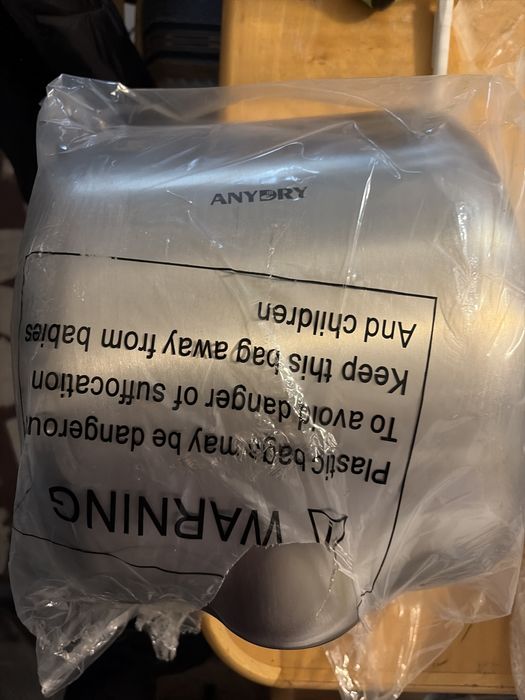 ANYDRY
WARNING
Plastic bags may be dangerous
To avoid danger of suffocation
Keep this bag away from babies
And children